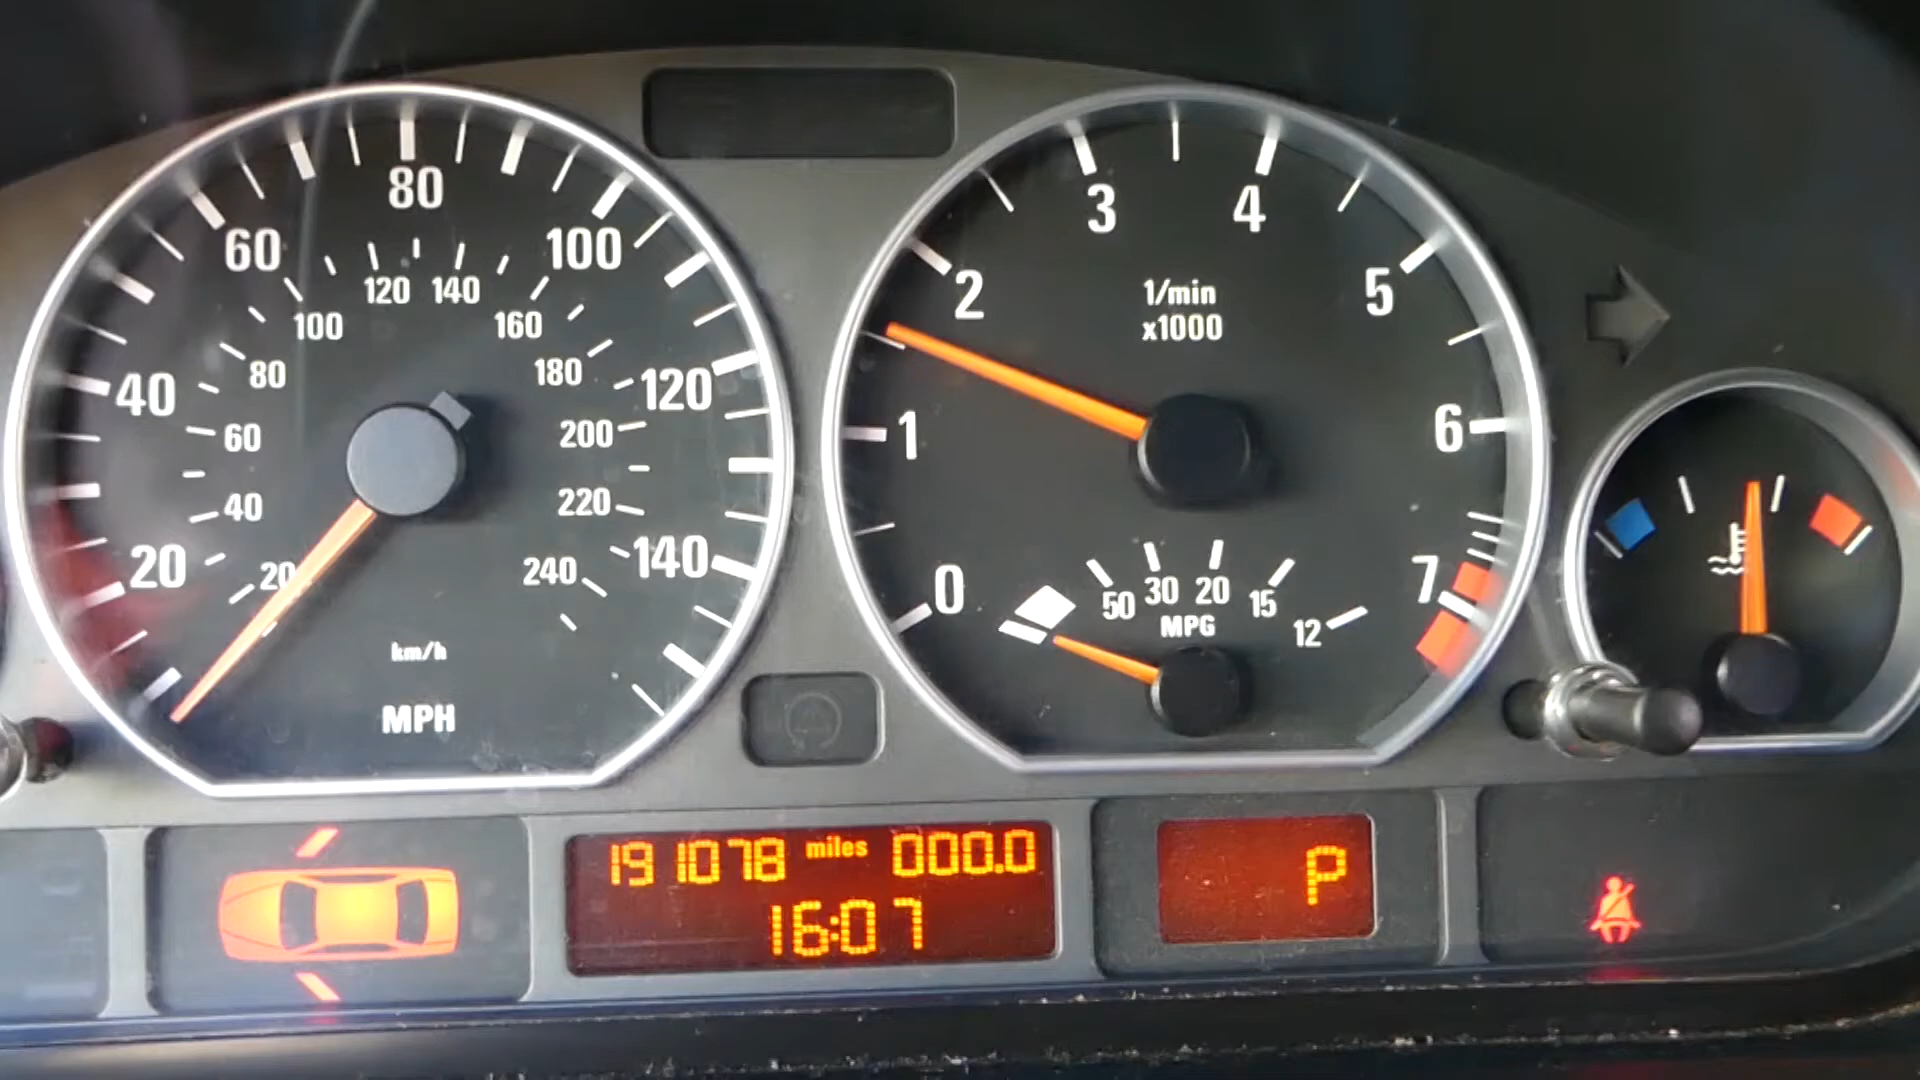 80
60 100
120 140
100 160
80 180
40 120
60 200
40 220
20 140
20 240
km/h
MPH
3 4
2 5
1/min
x1000
1 6
0 7
50 30 20 15 12
MPG
191078 miles 000.0
16:07
P